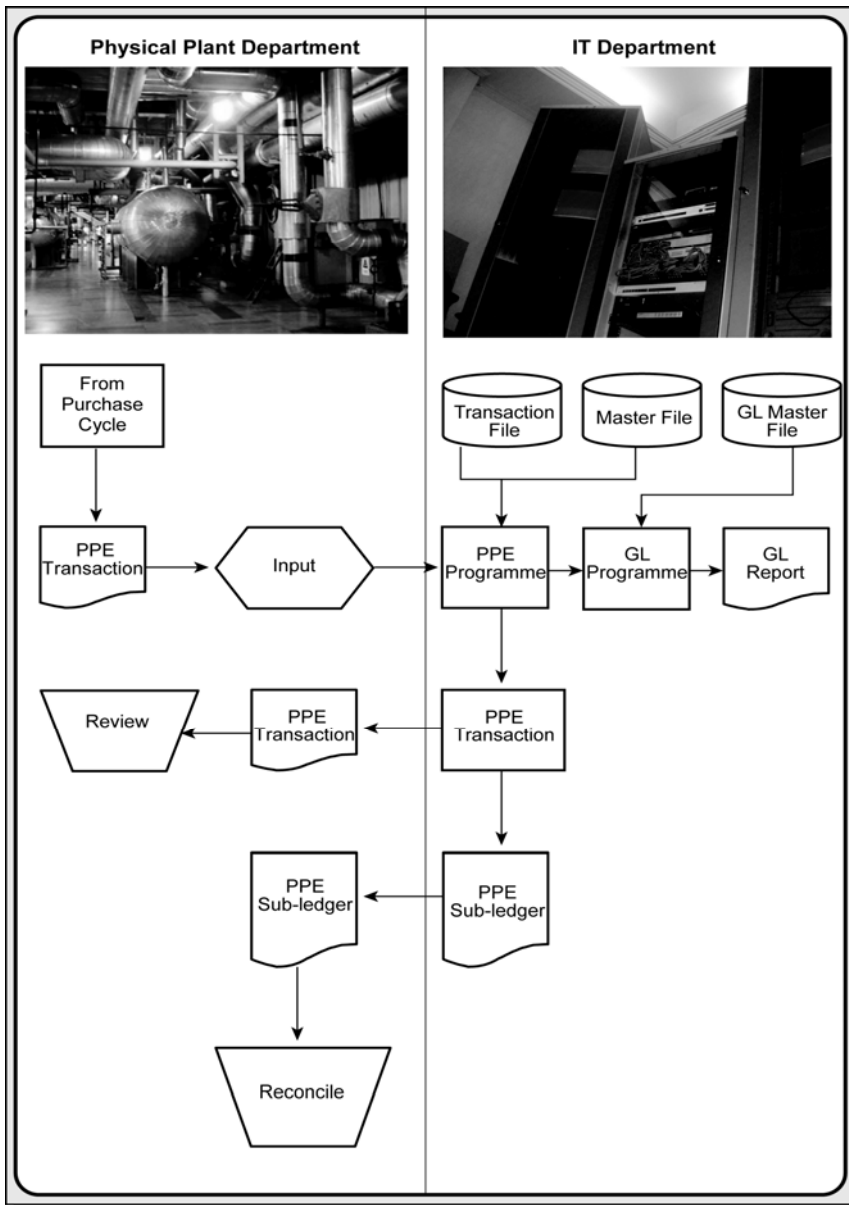 Physical Plant Department
IT Department
From
Purchase
Cycle
Transaction
File
Master File
GL Master
File
PPE
Transaction
Input
PPE
Programme
GL
Programme
GL
Report
Review
PPE
Transaction
PPE
Transaction
PPE
Sub-ledger
PPE
Sub-ledger
Reconcile